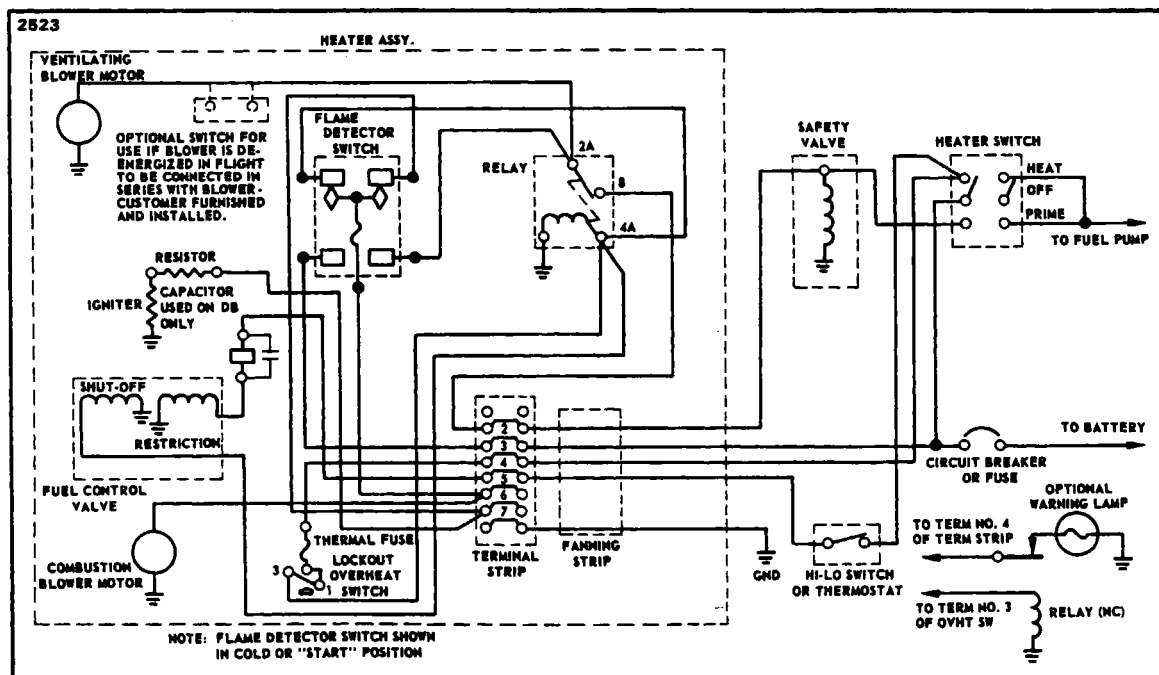 2523
HEATER ASSY.
VENTILATING
BLOWER MOTOR
OPTIONAL SWITCH FOR
USE IF BLOWER IS DE-
ENERGIZED IN FLIGHT
TO BE CONNECTED IN
SERIES WITH BLOWER-
CUSTOMER FURNISHED
AND INSTALLED.
FLAME
DETECTOR
SWITCH
RELAY
2A
B
4A
SAFETY
VALVE
HEATER SWITCH
HEAT
OFF
PRIME
TO FUEL PUMP
RESISTOR
IGNITER
CAPACITOR
USED ON DB
ONLY
SHUT-OFF
RESTRICTION
FUEL CONTROL
VALVE
COMBUSTION
BLOWER MOTOR
THERMAL FUSE
LOCKOUT
OVERHEAT
SWITCH
3
1
2
3
4
5
6
7
TERMINAL
STRIP
FANNING
STRIP
GND
HI-LO SWITCH
OR THERMOSTAT
TO BATTERY
CIRCUIT BREAKER
OR FUSE
OPTIONAL
WARNING LAMP
TO TERM NO. 4
OF TERM STRIP
TO TERM NO. 3
OF OVHT SW
RELAY (NC)
NOTE: FLAME DETECTOR SWITCH SHOWN
IN COLD OR "START" POSITION